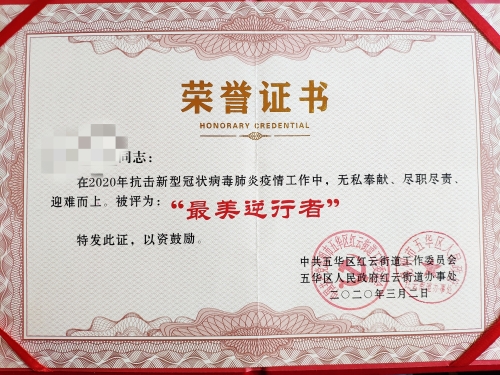 荣誉证书
HONORARY CREDENTIAL
同志：
在2020年抗击新型冠状病毒肺炎疫情工作中，无私奉献、尽职尽责、
迎难而上。被评为：
“最美逆行者”
特发此证，以资鼓励。
中共五华区红云街道工作委员会
五华区人民政府红云街道办事处
二〇二〇年三月二日